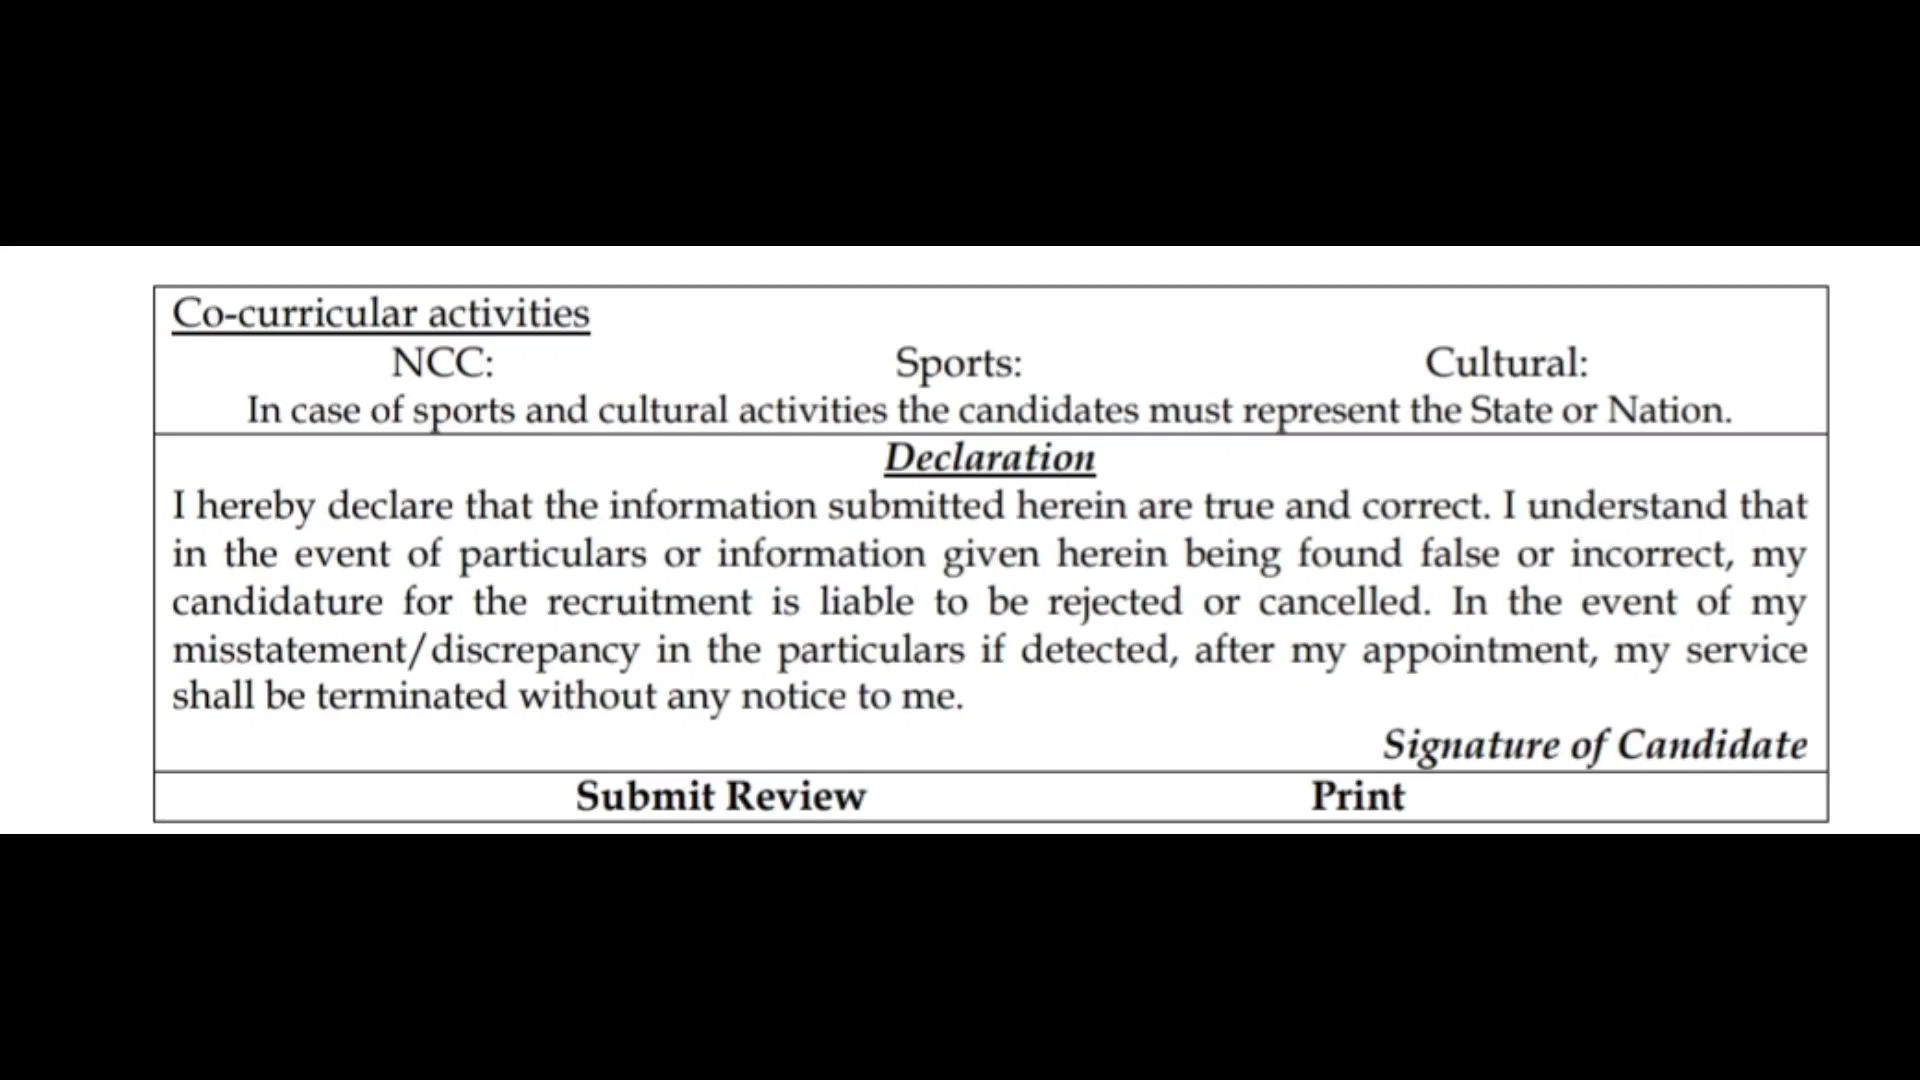 Co-curricular activities
NCC: Sports: Cultural:
In case of sports and cultural activities the candidates must represent the State or Nation.
Declaration
I hereby declare that the information submitted herein are true and correct. I understand that
in the event of particulars or information given herein being found false or incorrect, my
candidature for the recruitment is liable to be rejected or cancelled. In the event of my
misstatement/discrepancy in the particulars if detected, after my appointment, my service
shall be terminated without any notice to me.
Signature of Candidate
Submit Review Print